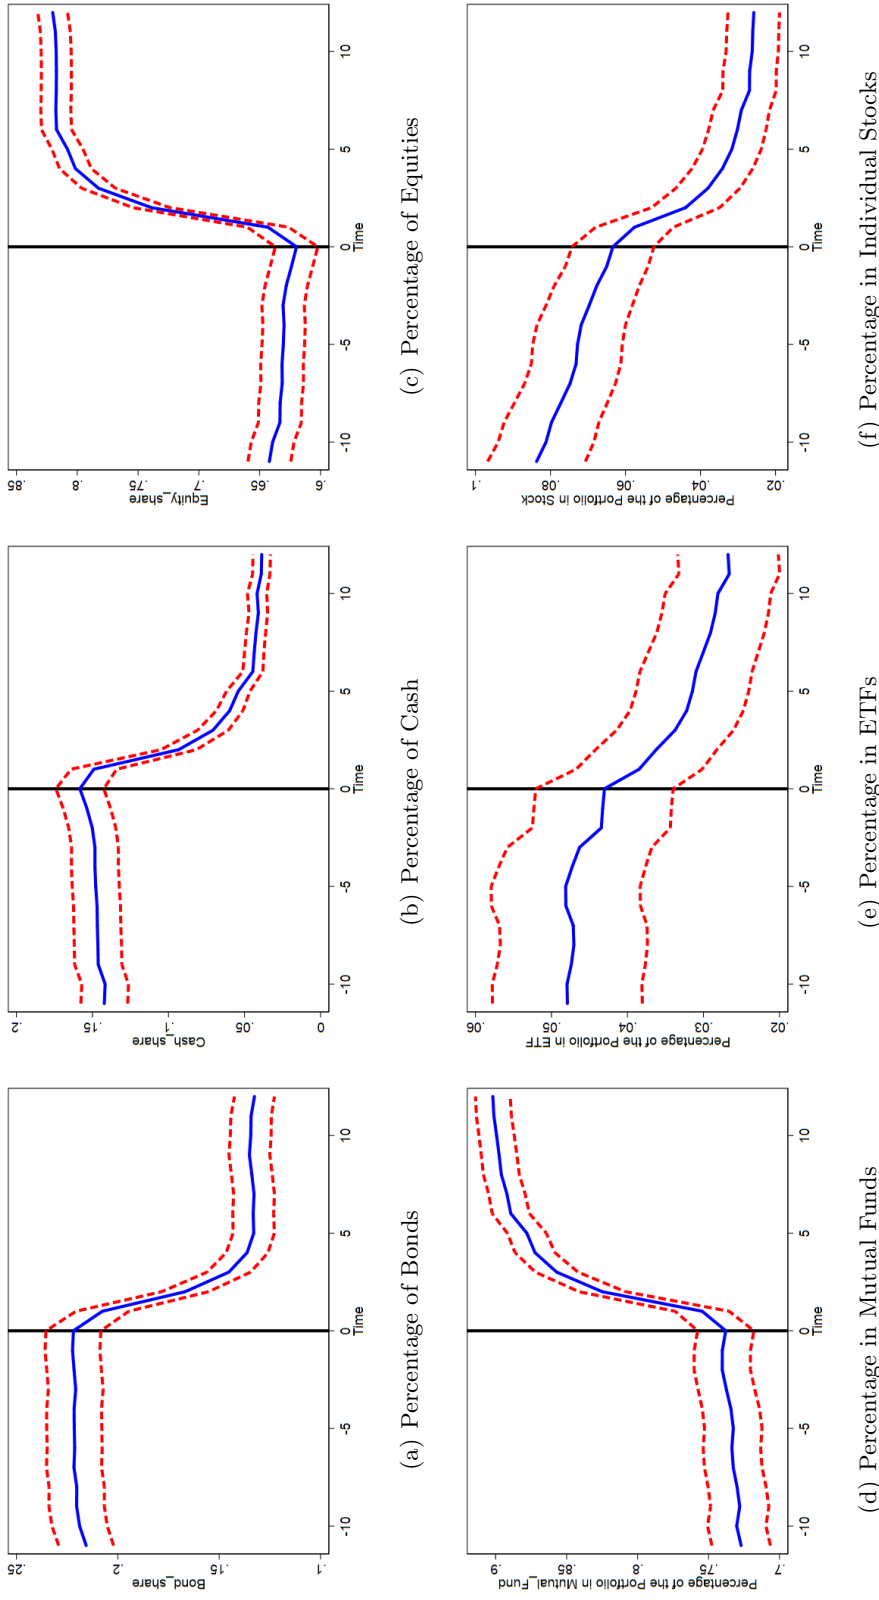 Bond_share
.1 .15 .2 .25
-10 -5 0 5 10
Time
(a) Percentage of Bonds
Cash_share
0 .05 .1 .15 .2
-10 -5 0 5 10
Time
(b) Percentage of Cash
Equity_share
.6 .65 .7 .75 .8 .85
-10 -5 0 5 10
Time
(c) Percentage of Equities
Percentage of the Portfolio in Mutual_Fund
.7 .75 .8 .85 .9
-10 -5 0 5 10
Time
(d) Percentage in Mutual Funds
Percentage of the Portfolio in ETF
.02 .03 .04 .05 .06
-10 -5 0 5 10
Time
(e) Percentage in ETFs
Percentage of the Portfolio in Stock
.02 .04 .06 .08 .1
-10 -5 0 5 10
Time
(f) Percentage in Individual Stocks